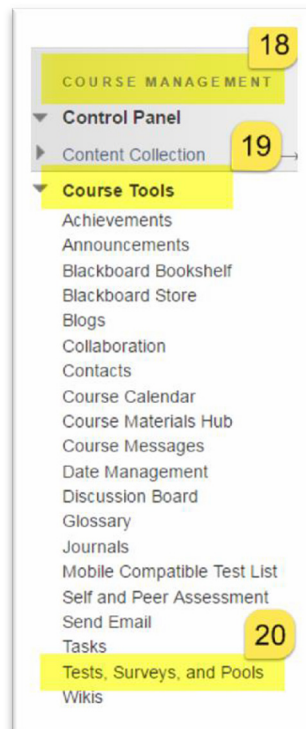 18
COURSE MANAGEMENT
Control Panel
Content Collection
19
Course Tools
Achievements
Announcements
Blackboard Bookshelf
Blackboard Store
Blogs
Collaboration
Contacts
Course Calendar
Course Materials Hub
Course Messages
Date Management
Discussion Board
Glossary
Journals
Mobile Compatible Test List
Self and Peer Assessment
Send Email
Tasks
20
Tests, Surveys, and Pools
Wikis